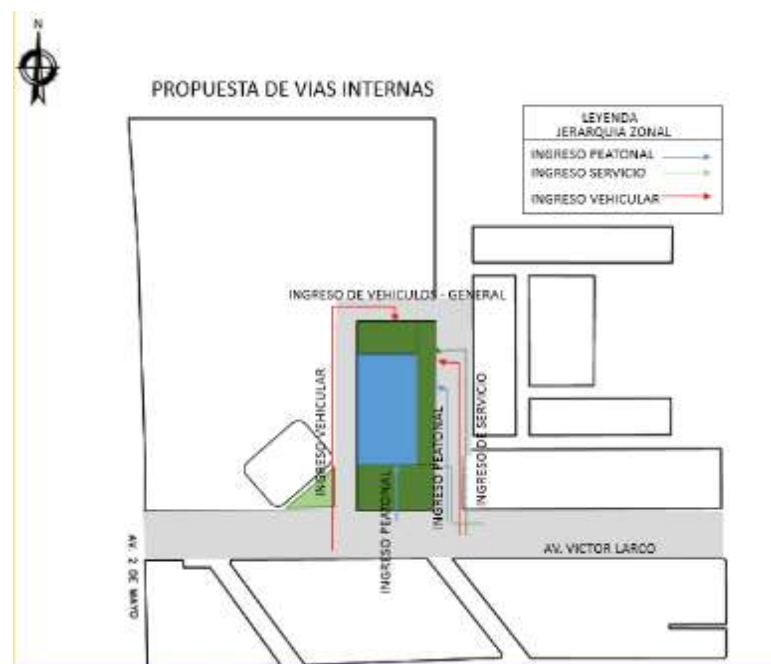 N
PROPUESTA DE VIAS INTERNAS
LEYENDA
JERARQUIA ZONAL
INGRESO PEATONAL
INGRESO SERVICIO
INGRESO VEHICULAR
INGRESO DE VEHICULOS - GENERAL
INGRESO VEHICULAR
INGRESO PEATONAL
INGRESO PEATONAL
INGRESO DE SERVICIO
AV. VICTOR LARCO
AV. 2 DE MAYO